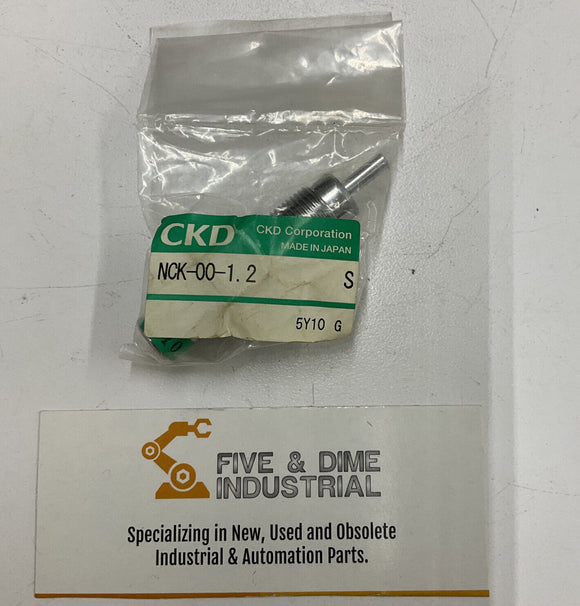 CKD
CKD Corporation
MADE IN JAPAN
NCK-00-1.2 S
5Y10 G
FIVE & DIME
INDUSTRIAL
Specializing in New, Used and Obsolete
Industrial & Automation Parts.